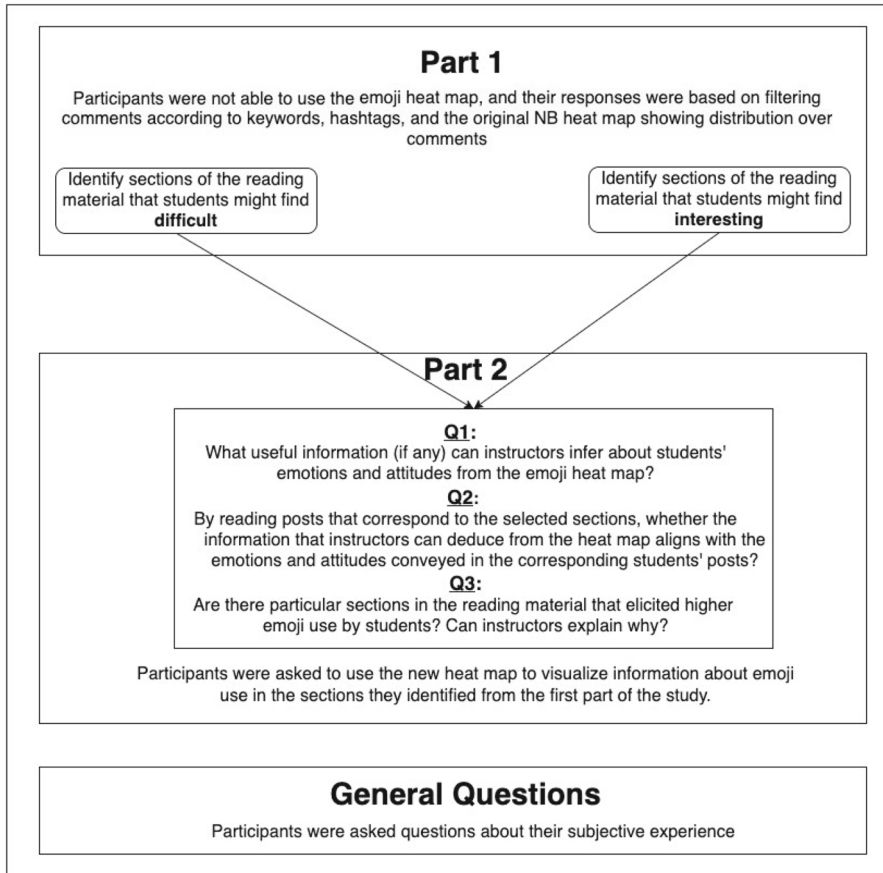 Part 1
Participants were not able to use the emoji heat map, and their responses were based on filtering
comments according to keywords, hashtags, and the original NB heat map showing distribution over
comments
Identify sections of the reading
material that students might find
difficult
Identify sections of the reading
material that students might find
interesting
Part 2
Q1:
What useful information (if any) can instructors infer about students'
emotions and attitudes from the emoji heat map?
Q2:
By reading posts that correspond to the selected sections, whether the
information that instructors can deduce from the heat map aligns with the
emotions and attitudes conveyed in the corresponding students' posts?
Q3:
Are there particular sections in the reading material that elicited higher
emoji use by students? Can instructors explain why?
Participants were asked to use the new heat map to visualize information about emoji
use in the sections they identified from the first part of the study.
General Questions
Participants were asked questions about their subjective experience